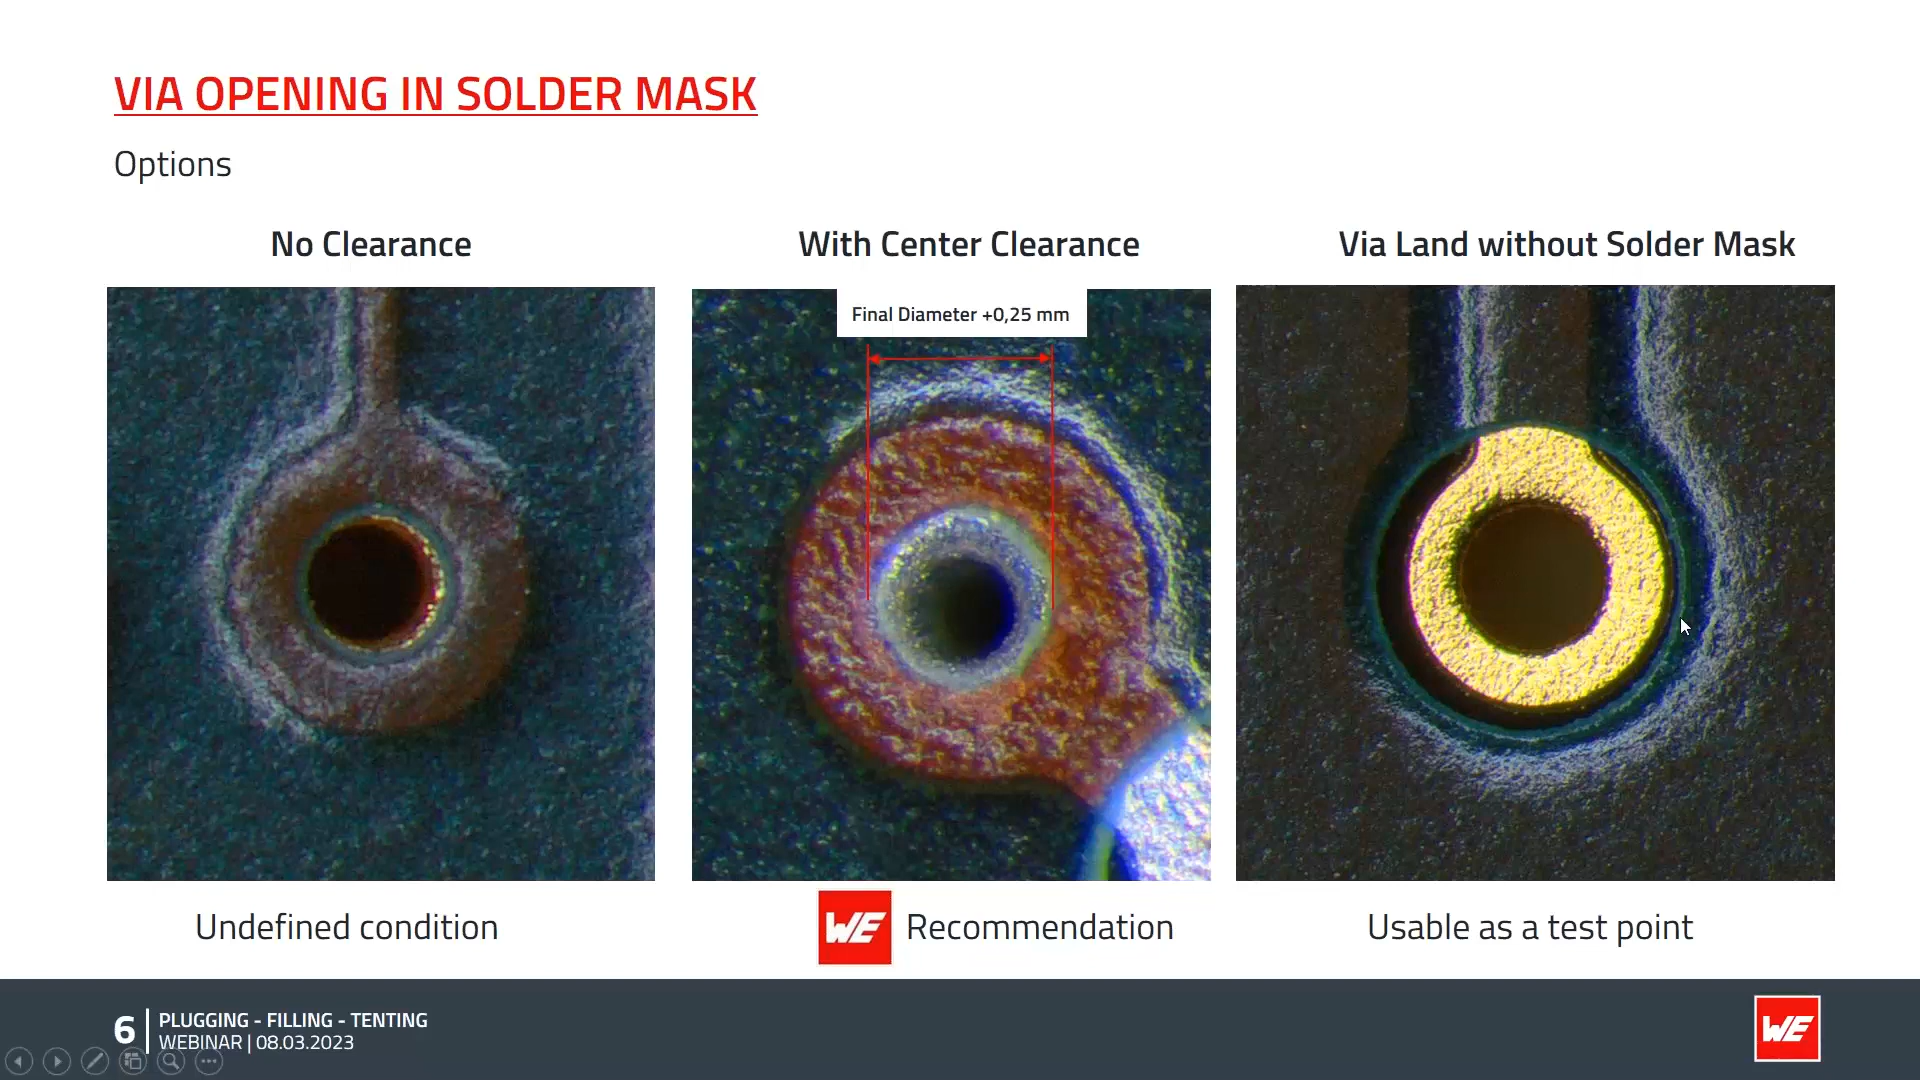 VIA OPENING IN SOLDER MASK
Options
No Clearance
With Center Clearance
Via Land without Solder Mask
Final Diameter +0,25 mm
Undefined condition
WE Recommendation
Usable as a test point
6
PLUGGING - FILLING - TENTING
WEBINAR | 08.03.2023
WE